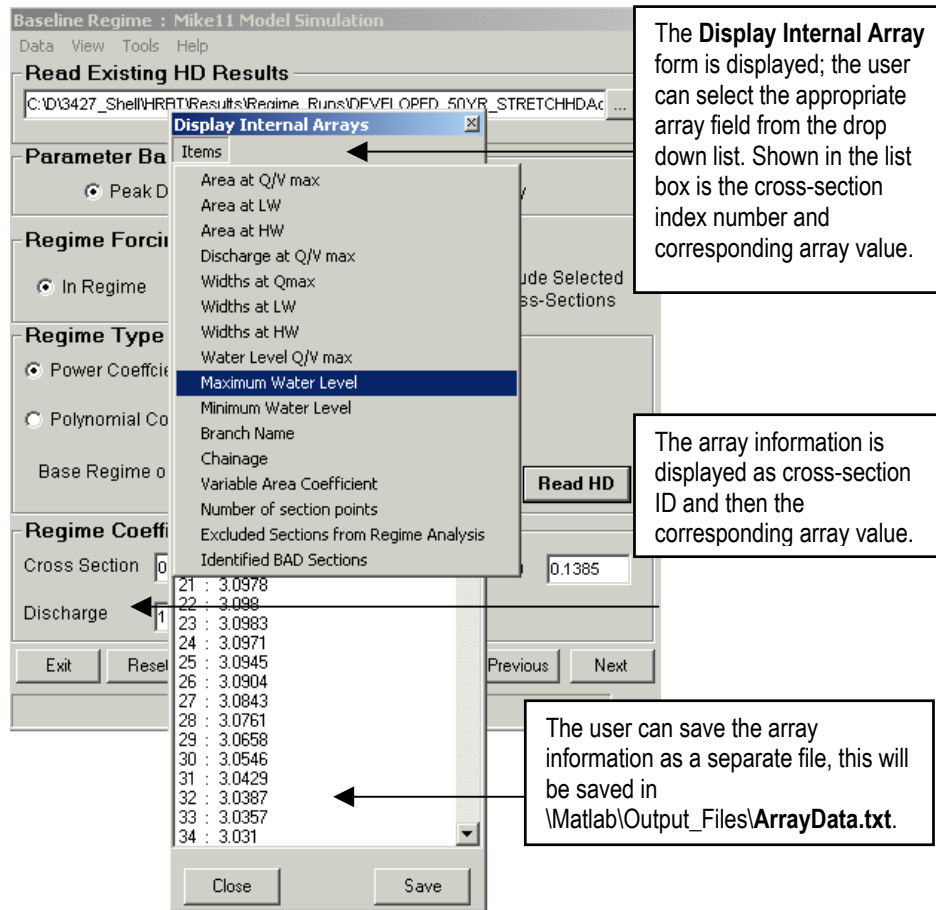 Baseline Regime : Mike11 Model Simulation
Data View Tools Help
Read Existing HD Results
C:\D\3427_Shell\HRBT\Results\Regime_Runs\DEVELOPED_50YR_STRETCHHDAd ...
Display Internal Arrays
Items
Parameter Ba
Peak D
Regime Forcin
In Regime
ude Selected
ss-Sections
Regime Type
Power Coeffcie
Polynomial Co
Base Regime o
Read HD
Regime Coeffi
Cross Section 0
0.1385
Discharge 1
Exit Rese Previous Next
Area at Q/V max
Area at LW
Area at HW
Discharge at Q/V max
Widths at Qmax
Widths at LW
Widths at HW
Water Level Q/V max
Maximum Water Level
Minimum Water Level
Branch Name
Chainage
Variable Area Coefficient
Number of section points
Excluded Sections from Regime Analysis
Identified BAD Sections
21 : 3.0978
22 : 3.098
23 : 3.0983
24 : 3.0971
25 : 3.0945
26 : 3.0904
27 : 3.0843
28 : 3.0761
29 : 3.0658
30 : 3.0546
31 : 3.0429
32 : 3.0387
33 : 3.0357
34 : 3.031
Close Save
The Display Internal Array
form is displayed; the user
can select the appropriate
array field from the drop
down list. Shown in the list
box is the cross-section
index number and
corresponding array value.
The array information is
displayed as cross-section
ID and then the
corresponding array value.
The user can save the array
information as a separate file, this will
be saved in
\Matlab\Output_Files\ArrayData.txt.